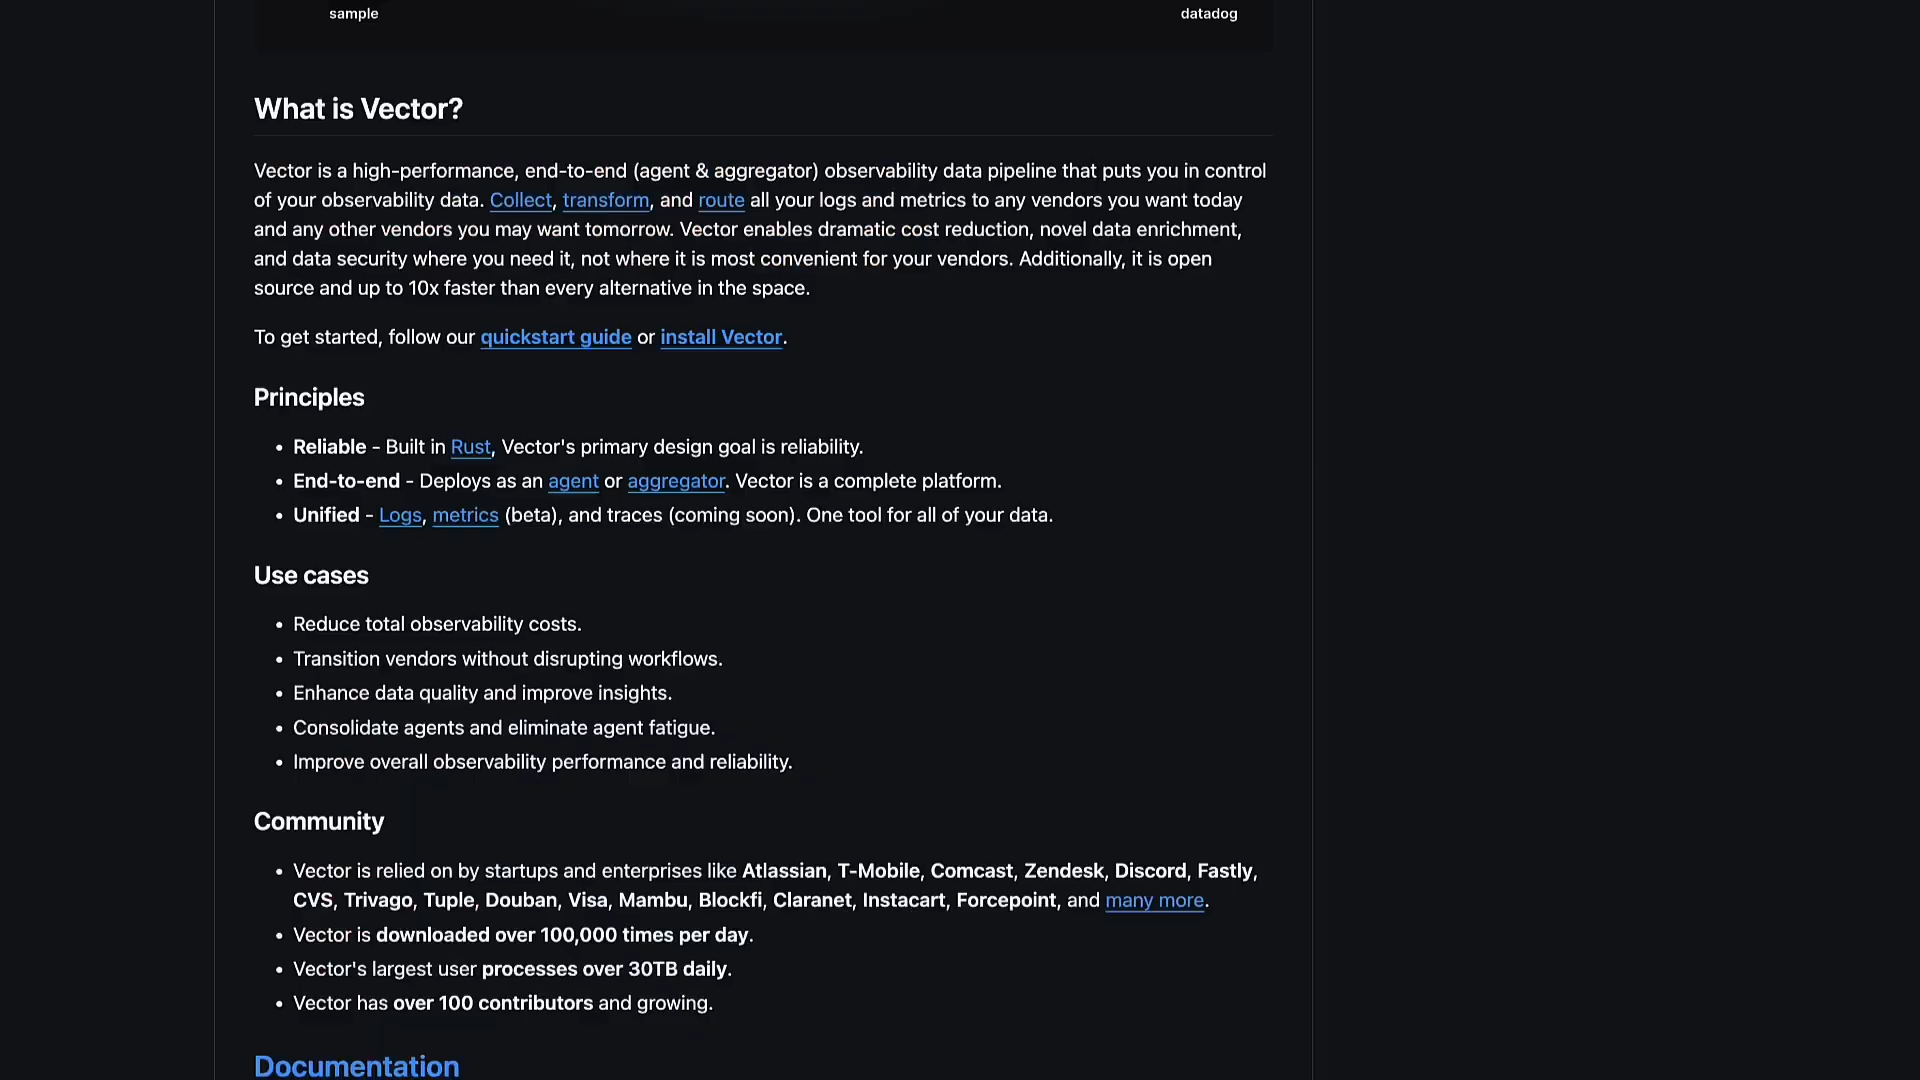 sample datadog
What is Vector?
Vector is a high-performance, end-to-end (agent & aggregator) observability data pipeline that puts you in control
of your observability data. Collect, transform, and route all your logs and metrics to any vendors you want today
and any other vendors you may want tomorrow. Vector enables dramatic cost reduction, novel data enrichment,
and data security where you need it, not where it is most convenient for your vendors. Additionally, it is open
source and up to 10x faster than every alternative in the space.
To get started, follow our quickstart guide or install Vector.
Principles
• Reliable - Built in Rust, Vector's primary design goal is reliability.
• End-to-end - Deploys as an agent or aggregator. Vector is a complete platform.
• Unified - Logs, metrics (beta), and traces (coming soon). One tool for all of your data.
Use cases
• Reduce total observability costs.
• Transition vendors without disrupting workflows.
• Enhance data quality and improve insights.
• Consolidate agents and eliminate agent fatigue.
• Improve overall observability performance and reliability.
Community
• Vector is relied on by startups and enterprises like Atlassian, T-Mobile, Comcast, Zendesk, Discord, Fastly,
CVS, Trivago, Tuple, Douban, Visa, Mambu, Blockfi, Claranet, Instacart, Forcepoint, and many more.
• Vector is downloaded over 100,000 times per day.
• Vector's largest user processes over 30TB daily.
• Vector has over 100 contributors and growing.
Documentation